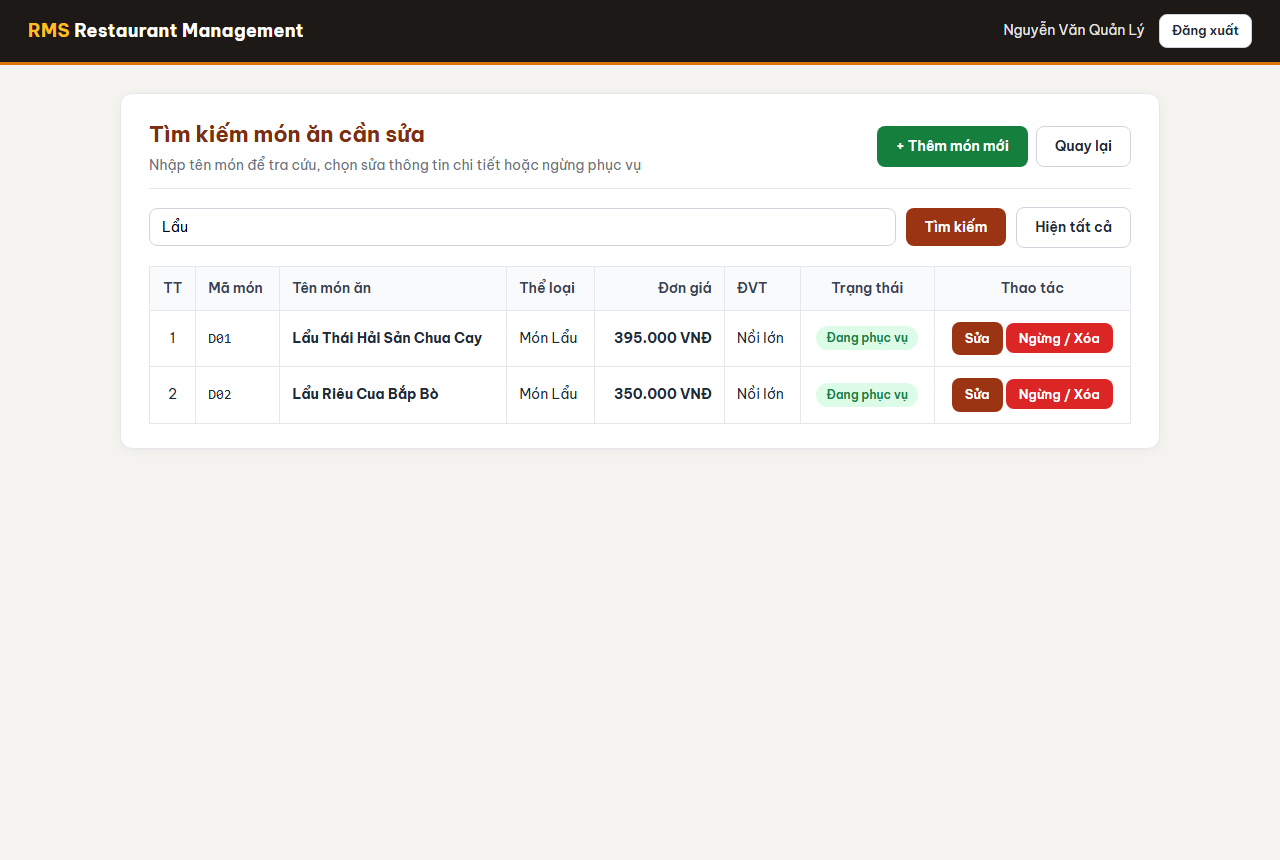 RMS Restaurant Management
Nguyễn Văn Quản Lý
Đăng xuất
Tìm kiếm món ăn cần sửa
Nhập tên món để tra cứu, chọn sửa thông tin chi tiết hoặc ngừng phục vụ
+ Thêm món mới
Quay lại
Lẩu
Tìm kiếm
Hiện tất cả
TT Mã món Tên món ăn Thể loại Đơn giá ĐVT Trạng thái Thao tác
1 D01 Lẩu Thái Hải Sản Chua Cay Món Lẩu 395.000 VNĐ Nồi lớn Đang phục vụ Sửa Ngừng / Xóa
2 D02 Lẩu Riêu Cua Bắp Bò Món Lẩu 350.000 VNĐ Nồi lớn Đang phục vụ Sửa Ngừng / Xóa